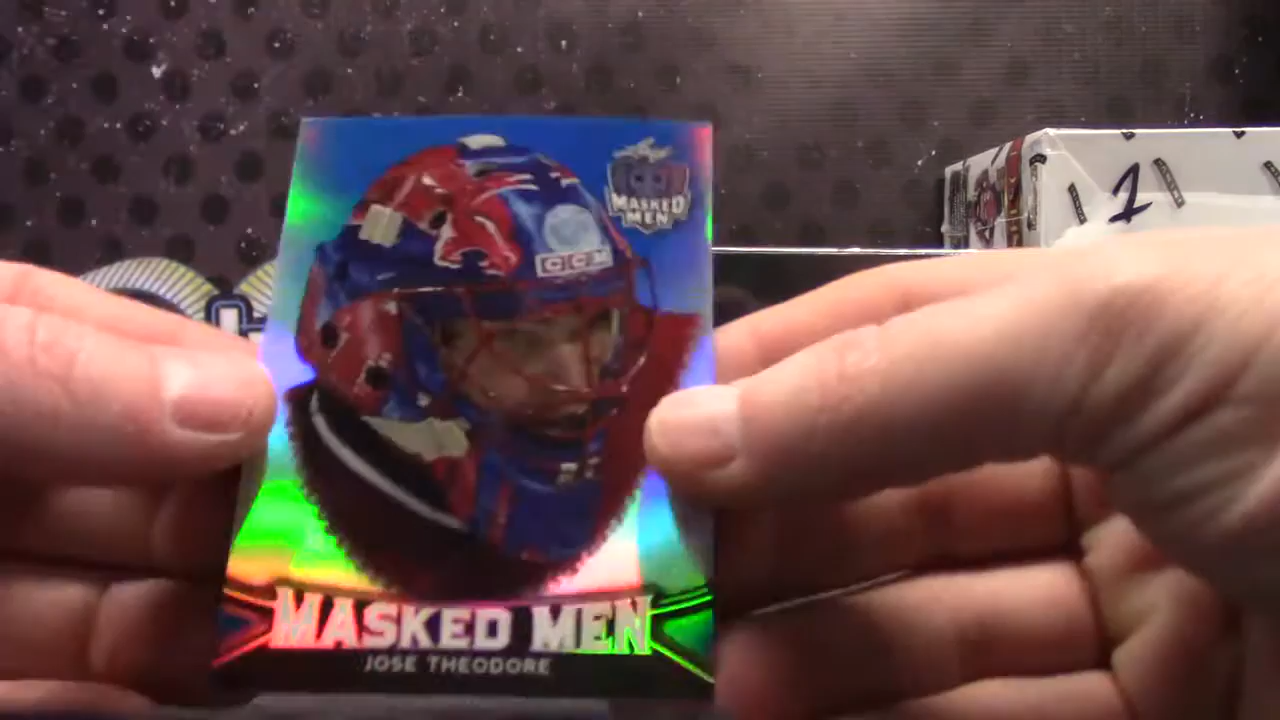 MASKED
MEN
CCM
1
MASKED MEN
JOSE THEODORE